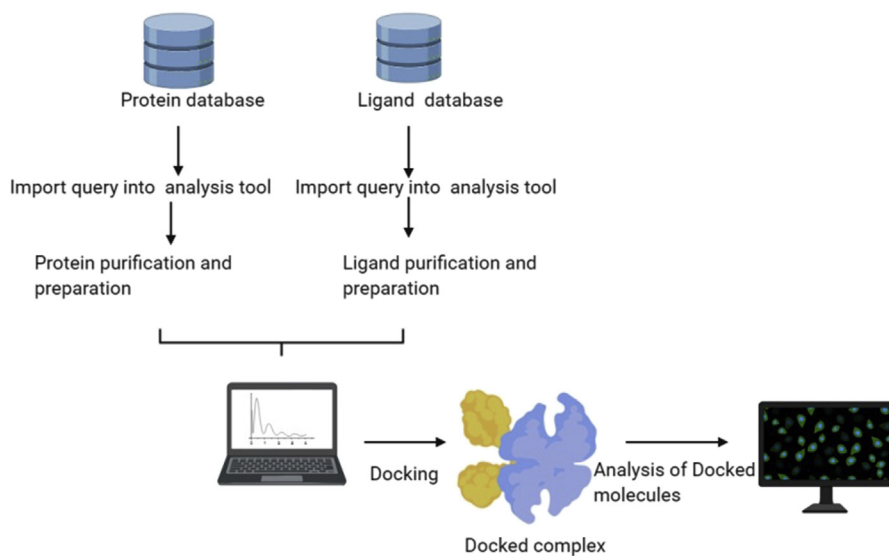 Protein database
Ligand database
Import query into analysis tool
Import query into analysis tool
Protein purification and
preparation
Ligand purification and
preparation
Docking
Analysis of Docked
molecules
Docked complex